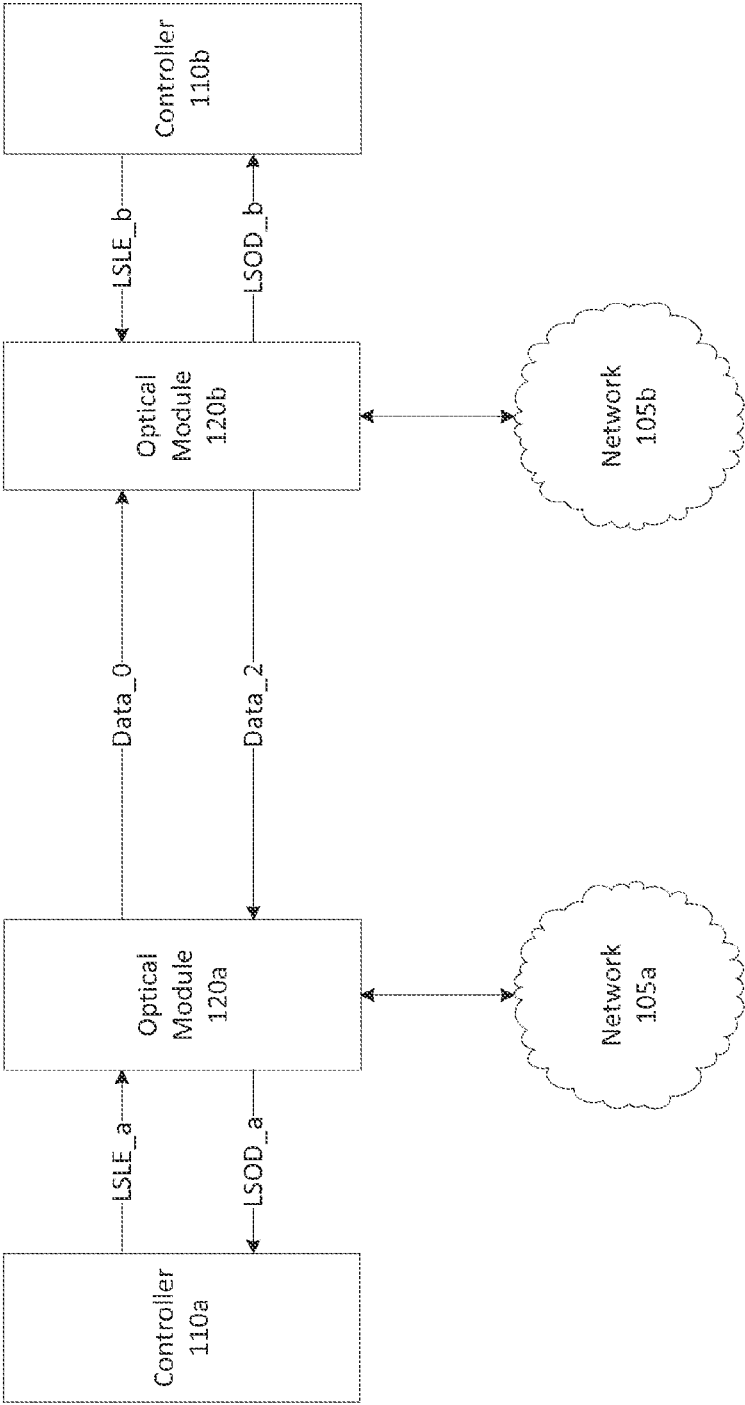 Controller
110a
LSLE_a
LSOD_a
Optical
Module
120a
Data_0
Data_2
Optical
Module
120b
LSLE_b
LSOD_b
Controller
110b
Network
105a
Network
105b